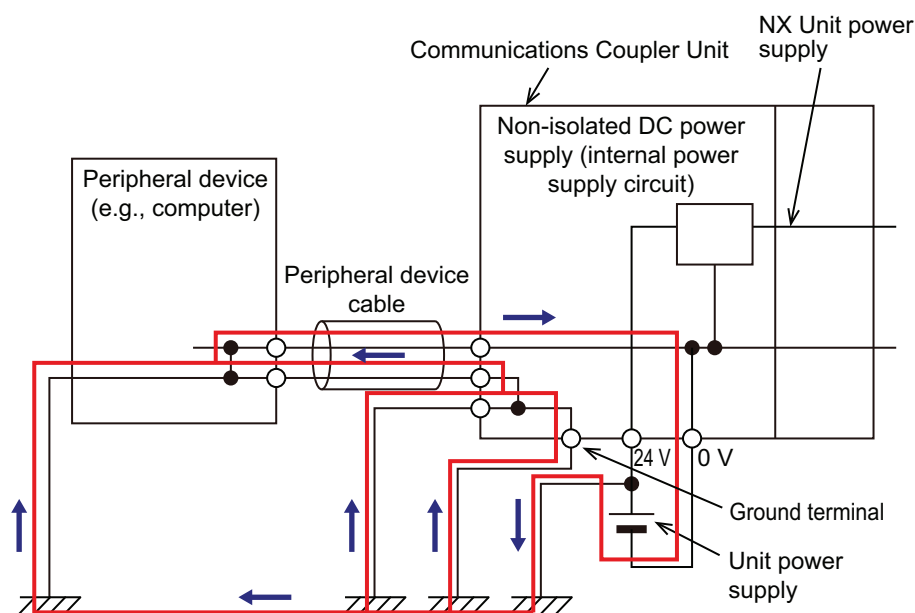 NX Unit power
supply
Communications Coupler Unit
Non-isolated DC power
supply (internal power
supply circuit)
Peripheral device
(e.g., computer)
Peripheral device
cable
24 V
0 V
Ground terminal
Unit power
supply